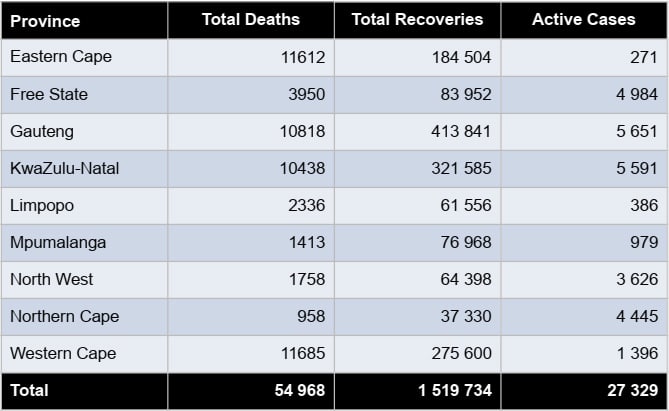 Province Total Deaths Total Recoveries Active Cases
Eastern Cape 11612 184 504 271
Free State 3950 83 952 4 984
Gauteng 10818 413 841 5 651
KwaZulu-Natal 10438 321 585 5 591
Limpopo 2336 61 556 386
Mpumalanga 1413 76 968 979
North West 1758 64 398 3 626
Northern Cape 958 37 330 4 445
Western Cape 11685 275 600 1 396
Total 54 968 1 519 734 27 329